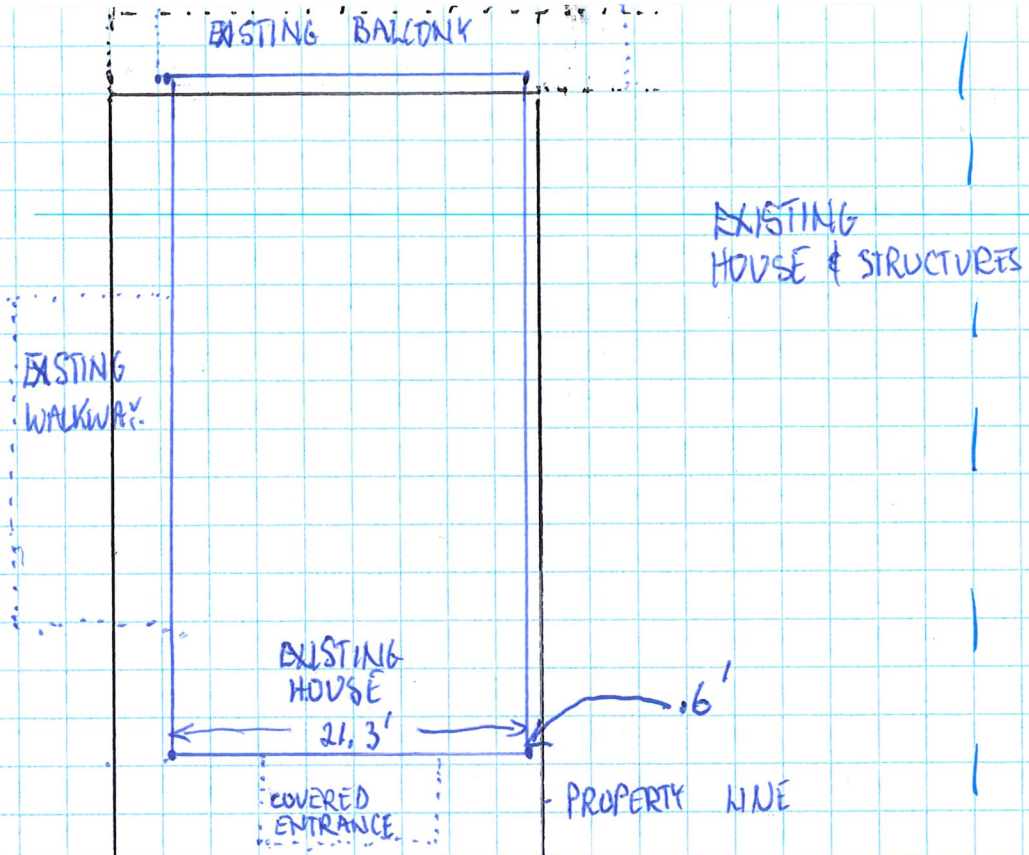 EXISTING BALCONY
EXISTING
HOUSE & STRUCTURES
EXISTING
WALKWAY
EXISTING
HOUSE
21.3'
.6'
COVERED
ENTRANCE
PROPERTY LINE